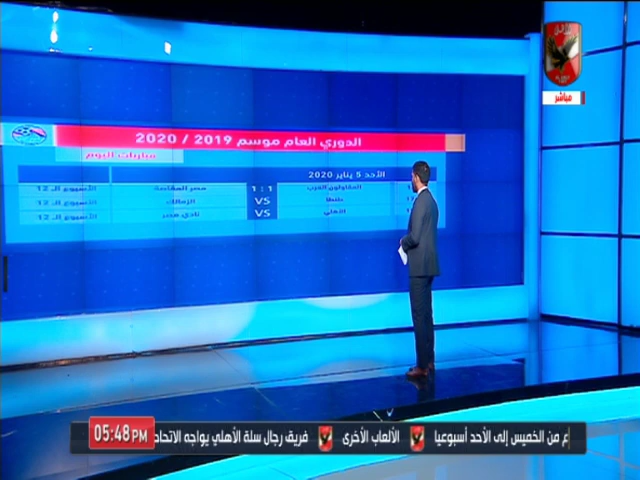 مباشر
الدوري العام موسم 2019 / 2020
مباريات اليوم
الأحد 5 يناير 2020
المقاولون العرب 1 : 1 مصر المقاصة الأسبوع الـ 12
طنطا VS الزمالك الأسبوع الـ 12
الأهلي VS نادي مصر الأسبوع الـ 12
ع من الخميس إلى الأحد أسبوعيا الألعاب الأخرى فريق رجال سلة الأهلي يواجه الاتحاد
05:48 PM